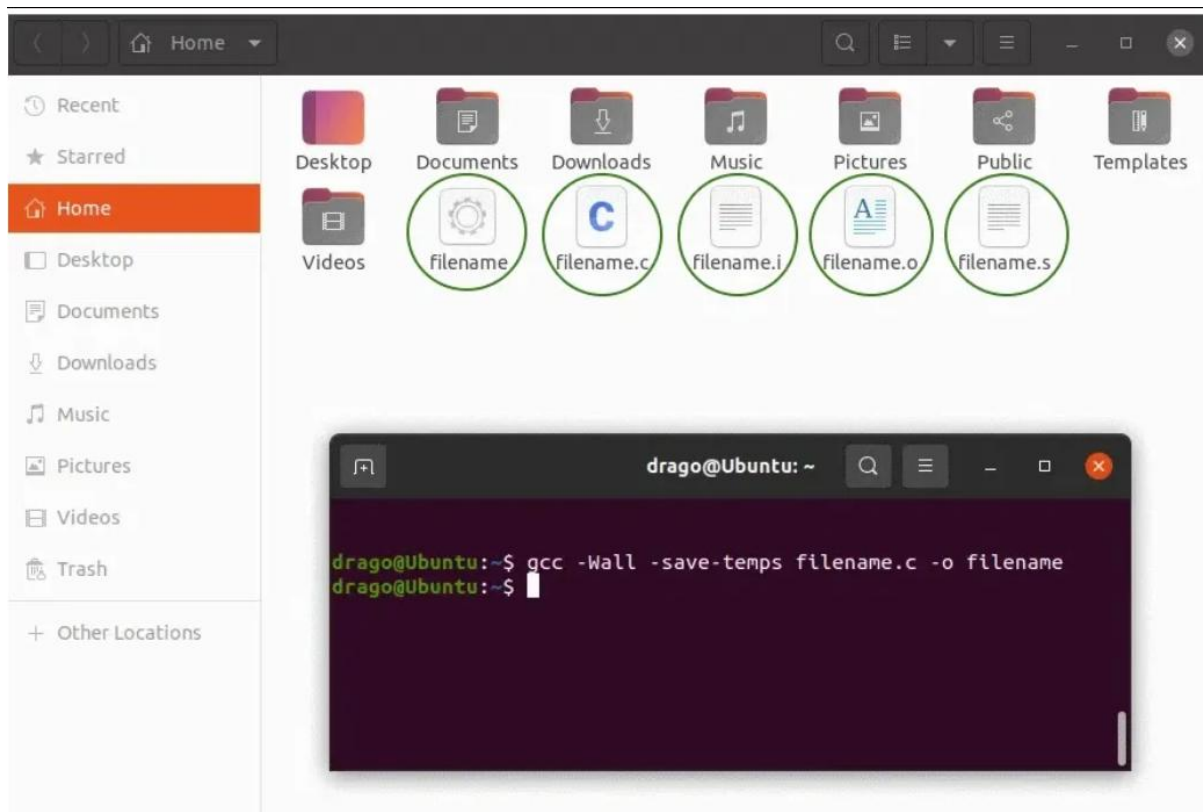 Home
Recent
Starred
Home
Desktop
Documents
Downloads
Music
Pictures
Videos
Trash
Other Locations
Desktop Documents Downloads Music Pictures Public Templates
Videos filename filename.c filename.i filename.o filename.s
drago@Ubuntu: ~
drago@Ubuntu:~$ gcc -Wall -save-temps filename.c -o filename
drago@Ubuntu:~$